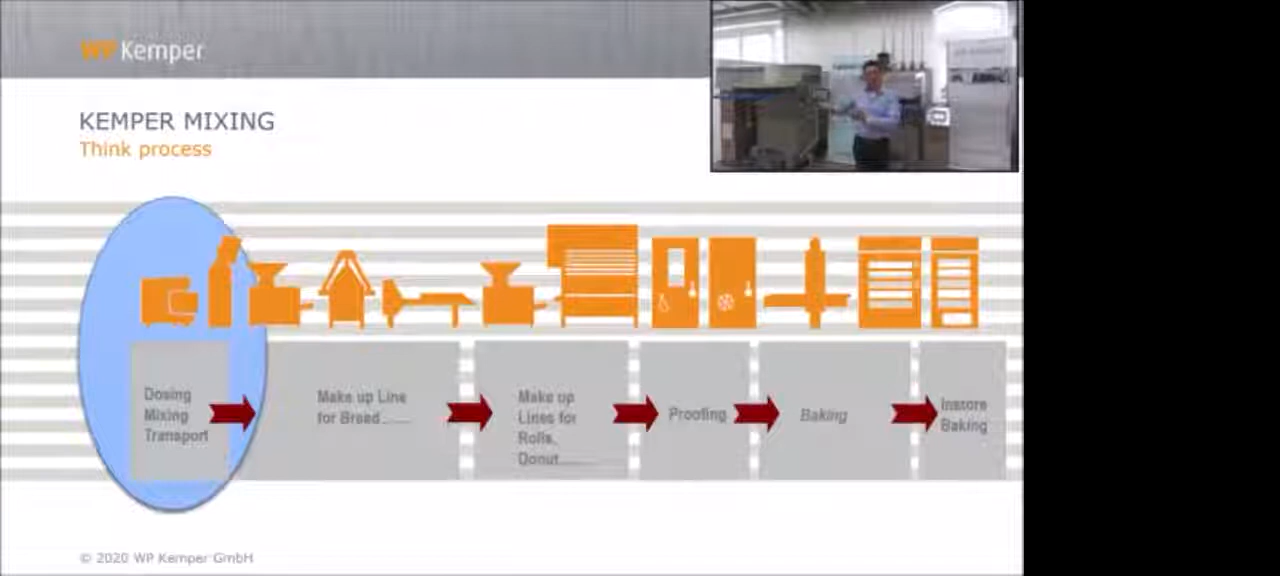 WP Kemper
KEMPER MIXING
Think process
Dosing
Mixing
Transport
Make up Line
for Bread......
Make up
Lines for
Rolls,
Donut..........
Proofing
Baking
Instore
Baking
© 2020 WP Kemper GmbH